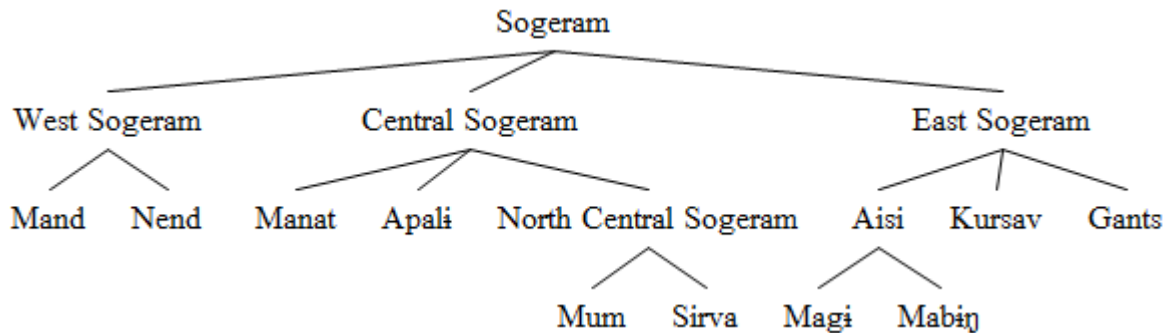 Sogeram
West Sogeram Central Sogeram East Sogeram
Mand Nend Manat Apalɨ North Central Sogeram Aisi Kursav Gants
Mum Sirva Magɨ Mabɨŋ